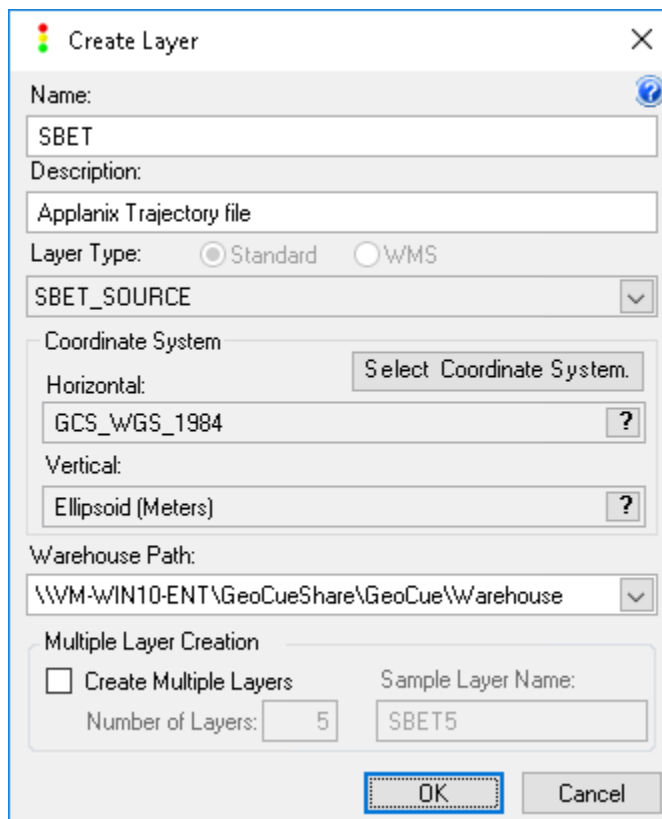 Create Layer
Name:
SBET
Description:
Applanix Trajectory file
Layer Type: Standard WMS
SBET_SOURCE
Coordinate System
Select Coordinate System.
Horizontal:
GCS_WGS_1984 ?
Vertical:
Ellipsoid (Meters) ?
Warehouse Path:
\\VM-WIN10-ENT\GeoCueShare\GeoCue\Warehouse
Multiple Layer Creation
Create Multiple Layers Sample Layer Name:
Number of Layers: 5 SBET5
OK Cancel